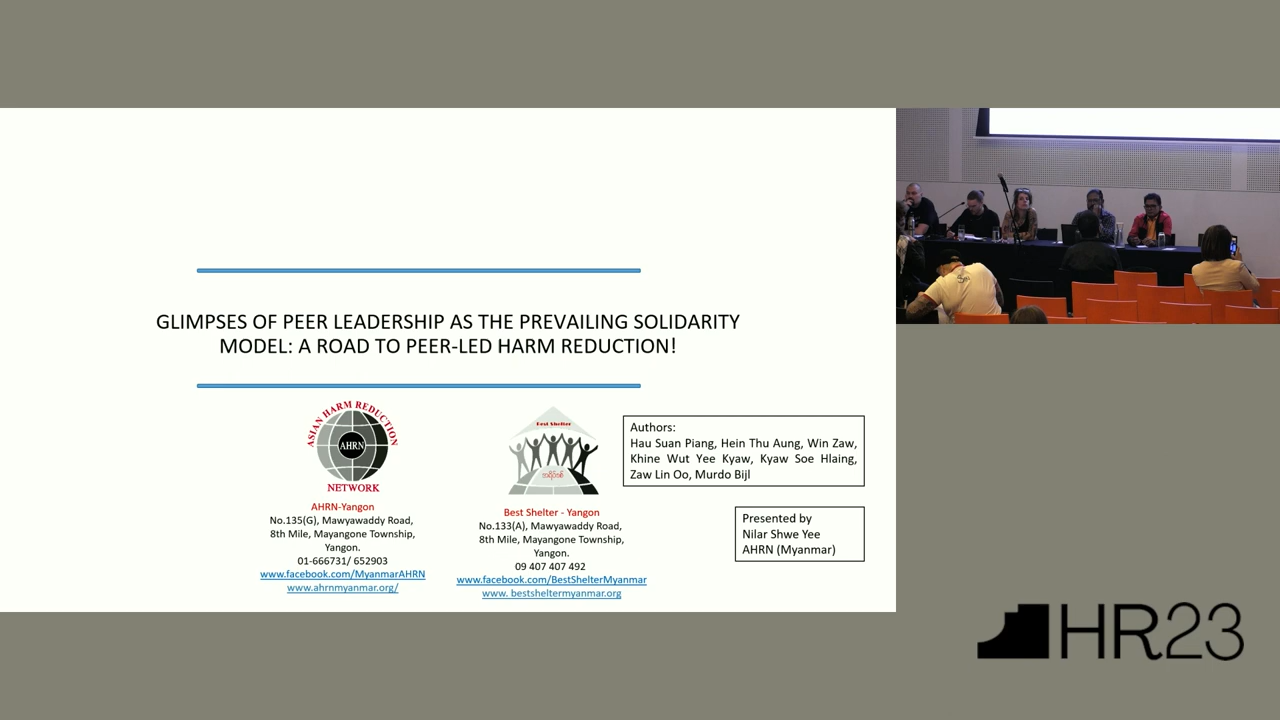 GLIMPSES OF PEER LEADERSHIP AS THE PREVAILING SOLIDARITY
MODEL: A ROAD TO PEER-LED HARM REDUCTION!
ASIAN HARM REDUCTION
AHRN
NETWORK
AHRN-Yangon
No.135(G), Mawyawaddy Road,
8th Mile, Mayangone Township,
Yangon.
01-666731/ 652903
www.facebook.com/MyanmarAHRN
www.ahrnmyanmar.org/
Best Shelter
Best Shelter - Yangon
No.133(A), Mawyawaddy Road,
8th Mile, Mayangone Township,
Yangon.
09 407 407 492
www.facebook.com/BestShelterMyanmar
www. bestsheltermyanmar.org
Authors:
Hau Suan Piang, Hein Thu Aung, Win Zaw,
Khine Wut Yee Kyaw, Kyaw Soe Hlaing,
Zaw Lin Oo, Murdo Bijl
Presented by
Nilar Shwe Yee
AHRN (Myanmar)
HR23